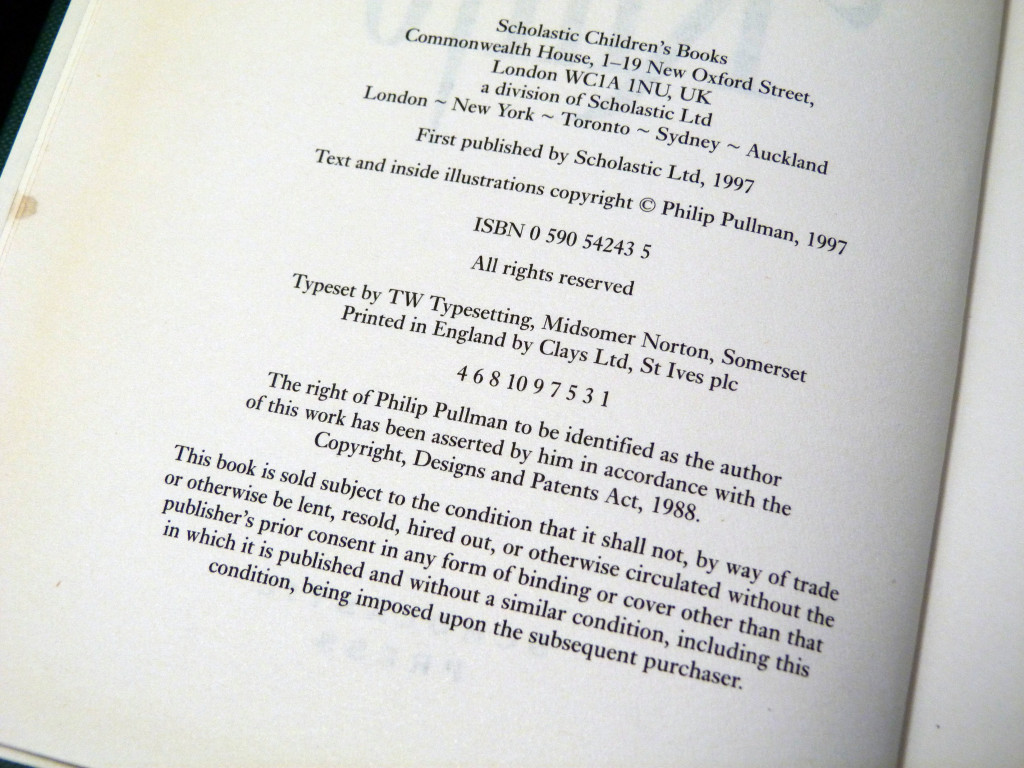 Scholastic Children's Books
Commonwealth House, 1–19 New Oxford Street,
London WC1A 1NU, UK
a division of Scholastic Ltd
London ~ New York ~ Toronto ~ Sydney ~ Auckland
First published by Scholastic Ltd, 1997
Text and inside illustrations copyright © Philip Pullman, 1997
ISBN 0 590 54243 5
All rights reserved
Typeset by TW Typesetting, Midsomer Norton, Somerset
Printed in England by Clays Ltd, St Ives plc
4 6 8 10 9 7 5 3 1
The right of Philip Pullman to be identified as the author
of this work has been asserted by him in accordance with the
Copyright, Designs and Patents Act, 1988.
This book is sold subject to the condition that it shall not, by way of trade
or otherwise be lent, resold, hired out, or otherwise circulated without the
publisher's prior consent in any form of binding or cover other than that
in which it is published and without a similar condition, including this
condition, being imposed upon the subsequent purchaser.
PRESS